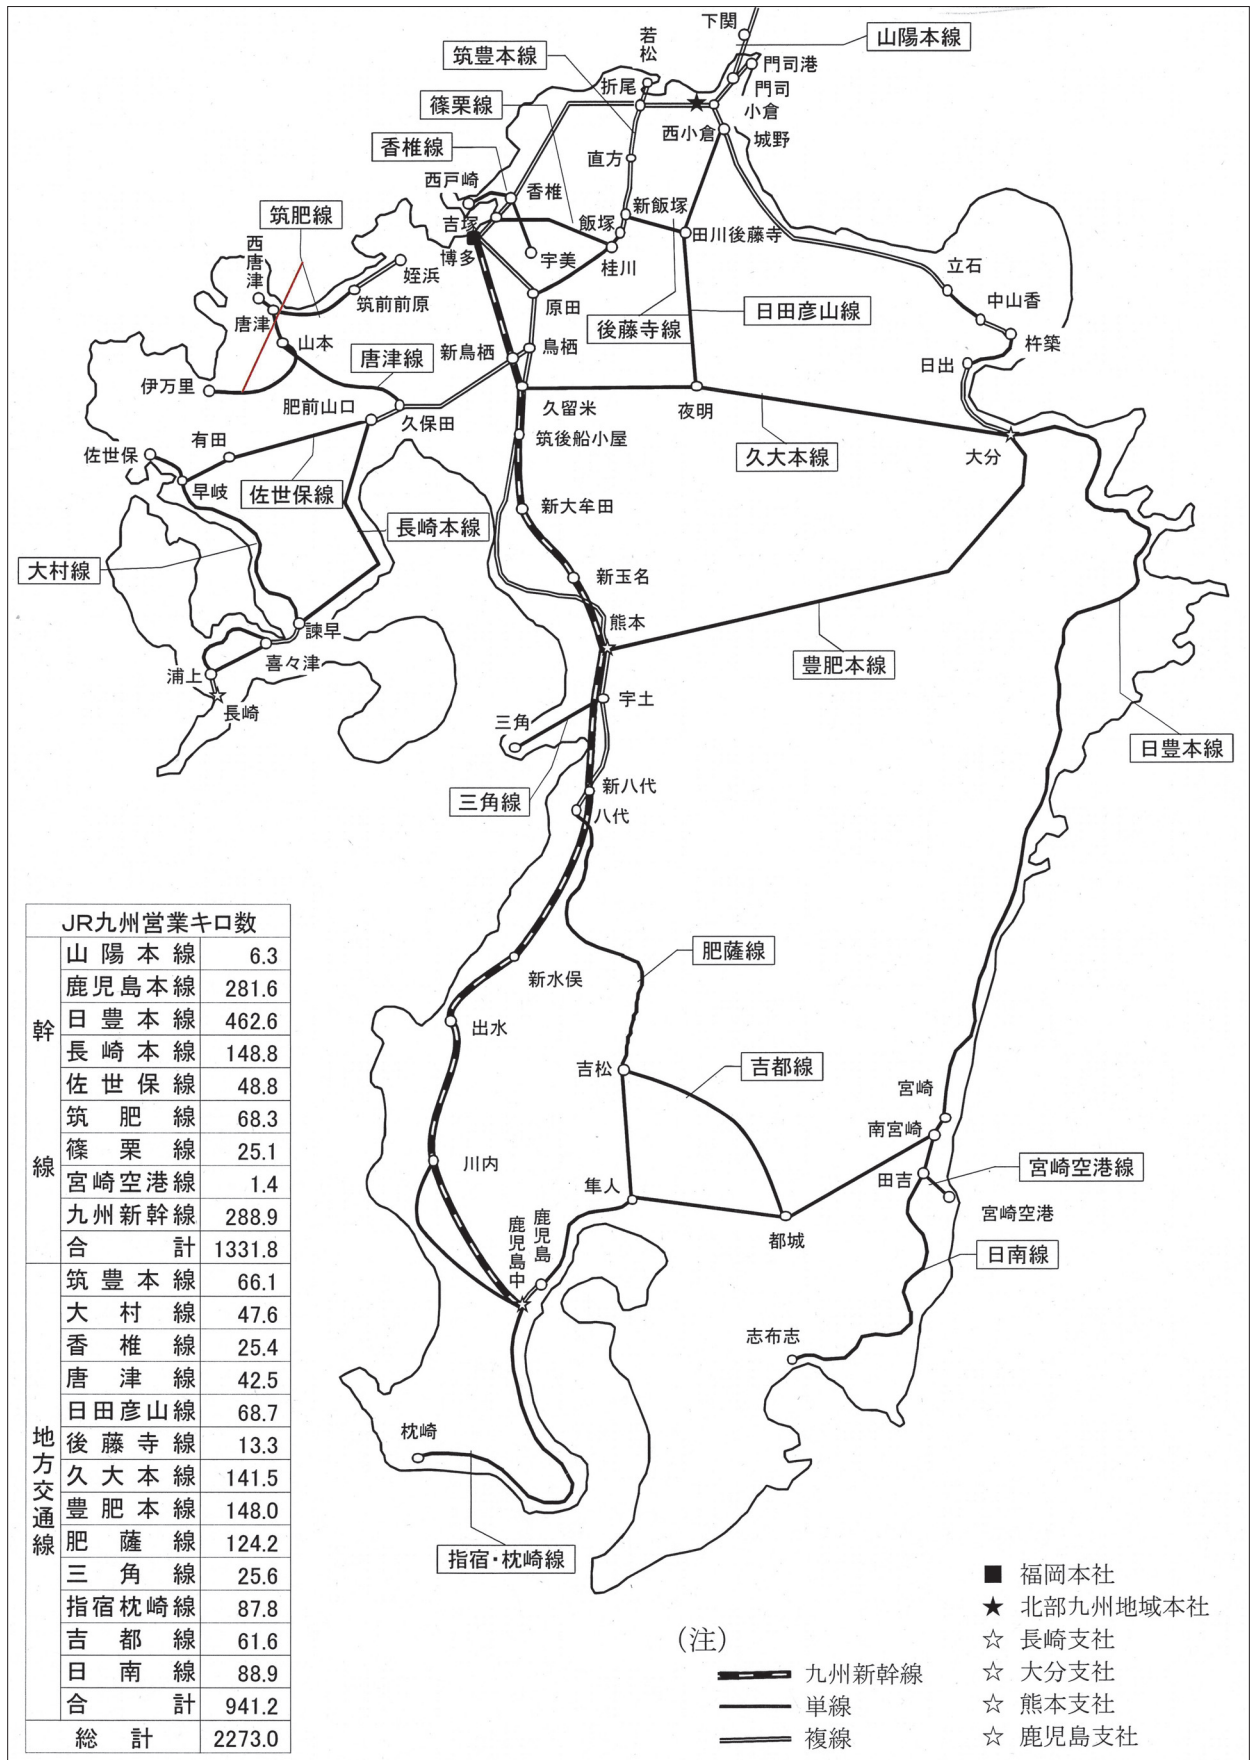 下関
山陽本線
若松
筑豊本線
門司港
折尾
門司
篠栗線
小倉
西小倉
城野
香椎線
直方
西戸崎
香椎
新飯塚
筑肥線
吉塚
飯塚
田川後藤寺
西唐津
博多
宇美
桂川
姪浜
立石
筑前前原
原田
中山香
唐津
後藤寺線
日田彦山線
山本
新鳥栖
鳥栖
杵築
唐津線
日出
伊万里
肥前山口
久保田
久留米
夜明
有田
筑後船小屋
久大本線
大分
佐世保
早岐
佐世保線
新大牟田
長崎本線
大村線
新玉名
熊本
諫早
喜々津
豊肥本線
浦上
長崎
宇土
三角
日豊本線
三角線
新八代
八代
肥薩線
新水俣
出水
吉松
吉都線
宮崎
南宮崎
川内
田吉
宮崎空港線
隼人
宮崎空港
都城
鹿児島
鹿児島中
日南線
志布志
枕崎
指宿・枕崎線
JR九州営業キロ数
幹線
山陽本線 6.3
鹿児島本線 281.6
日豊本線 462.6
長崎本線 148.8
佐世保線 48.8
筑肥線 68.3
篠栗線 25.1
宮崎空港線 1.4
九州新幹線 288.9
合計 1331.8
地方交通線
筑豊本線 66.1
大村線 47.6
香椎線 25.4
唐津線 42.5
日田彦山線 68.7
後藤寺線 13.3
久大本線 141.5
豊肥本線 148.0
肥薩線 124.2
三角線 25.6
指宿枕崎線 87.8
吉都線 61.6
日南線 88.9
合計 941.2
総計 2273.0
(注)
九州新幹線
単線
複線
■ 福岡本社
★ 北部九州地域本社
☆ 長崎支社
☆ 大分支社
☆ 熊本支社
☆ 鹿児島支社